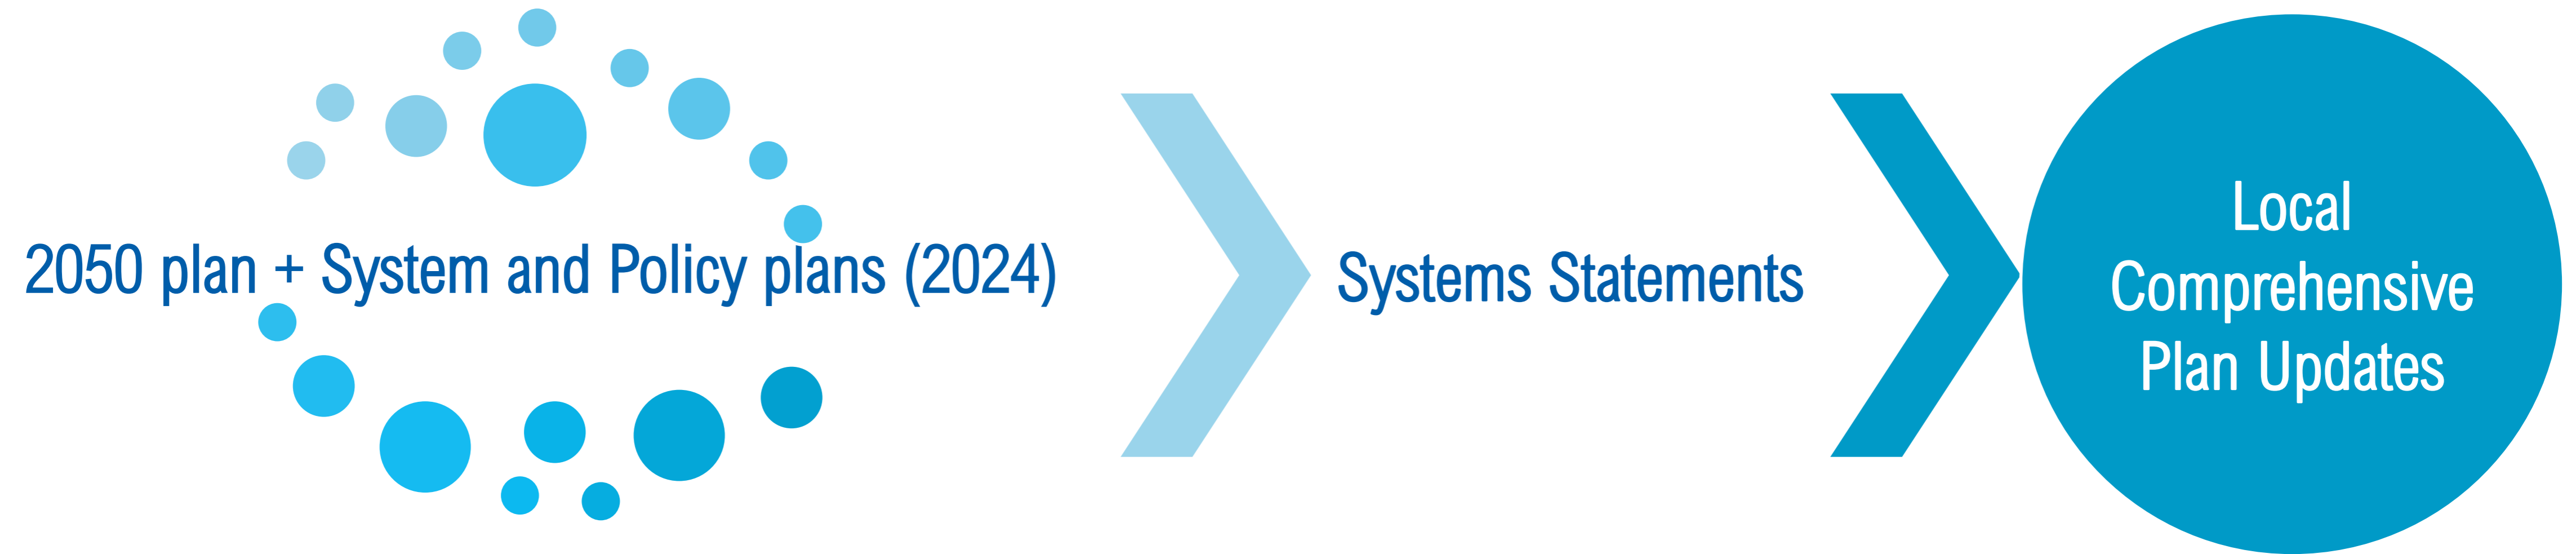 2050 plan + System and Policy plans (2024)
Systems Statements
Local
Comprehensive
Plan Updates